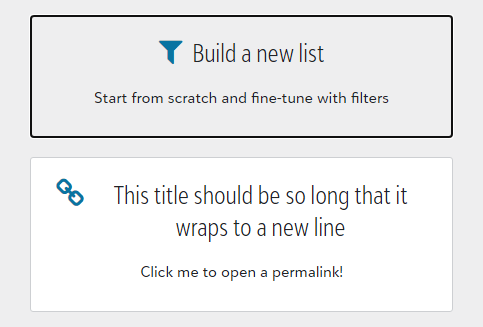 Build a new list
Start from scratch and fine-tune with filters
This title should be so long that it
wraps to a new line
Click me to open a permalink!